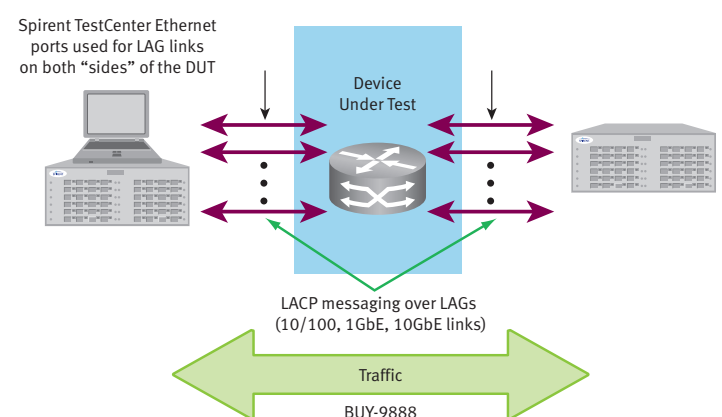 Spirent TestCenter Ethernet
ports used for LAG links
on both “sides” of the DUT
Device
Under Test
LACP messaging over LAGs
(10/100, 1GbE, 10GbE links)
Traffic
BUY-9888